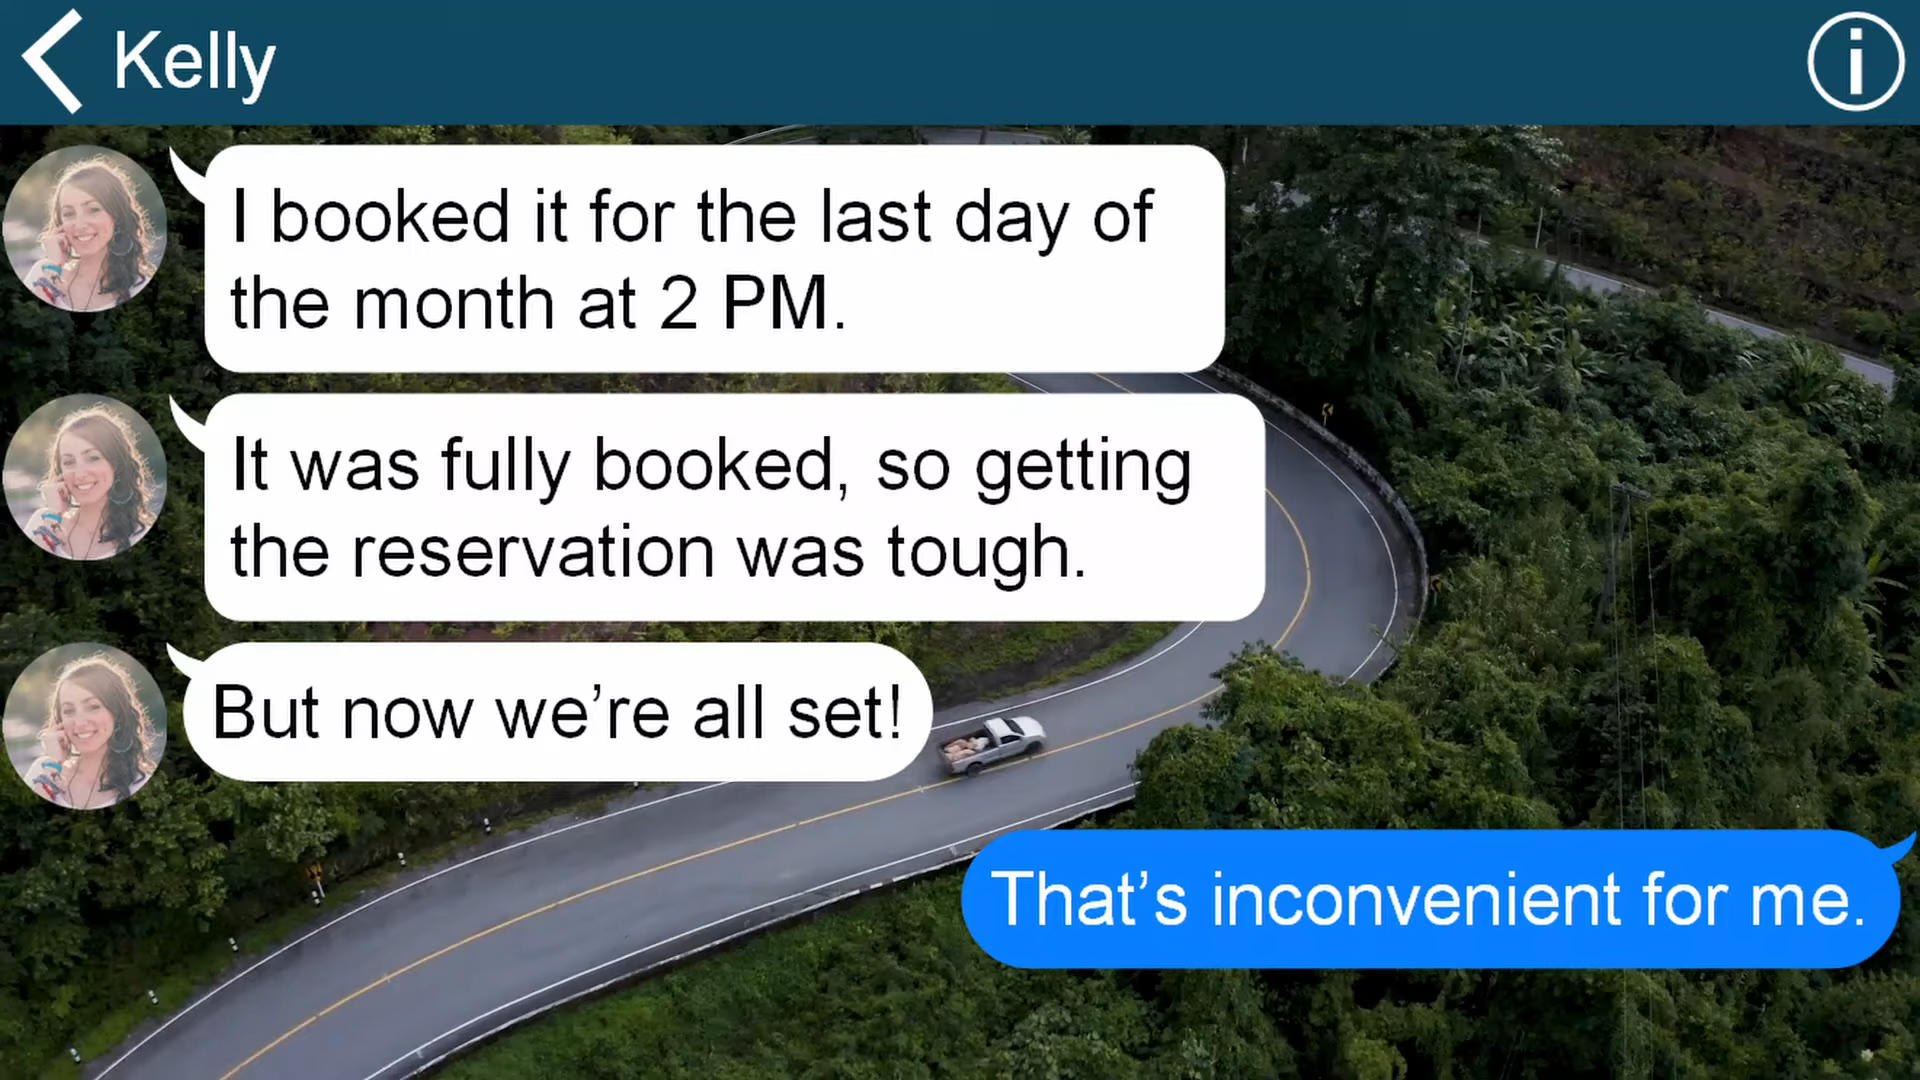 Kelly
I booked it for the last day of
the month at 2 PM.
It was fully booked, so getting
the reservation was tough.
But now we’re all set!
That’s inconvenient for me.